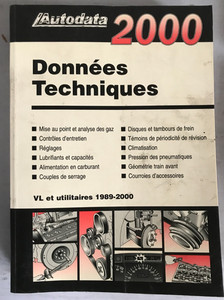 Autodata
2000
Données
Techniques
Mise au point et analyse des gaz
Contrôles d'entretien
Réglages
Lubrifiants et capacités
Alimentation en carburant
Couples de serrage
Disques et tambours de frein
Témoins de périodicité de révision
Climatisation
Pression des pneumatiques
Géométrie train avant
Courroies d'accessoires
VL et utilitaires 1989-2000